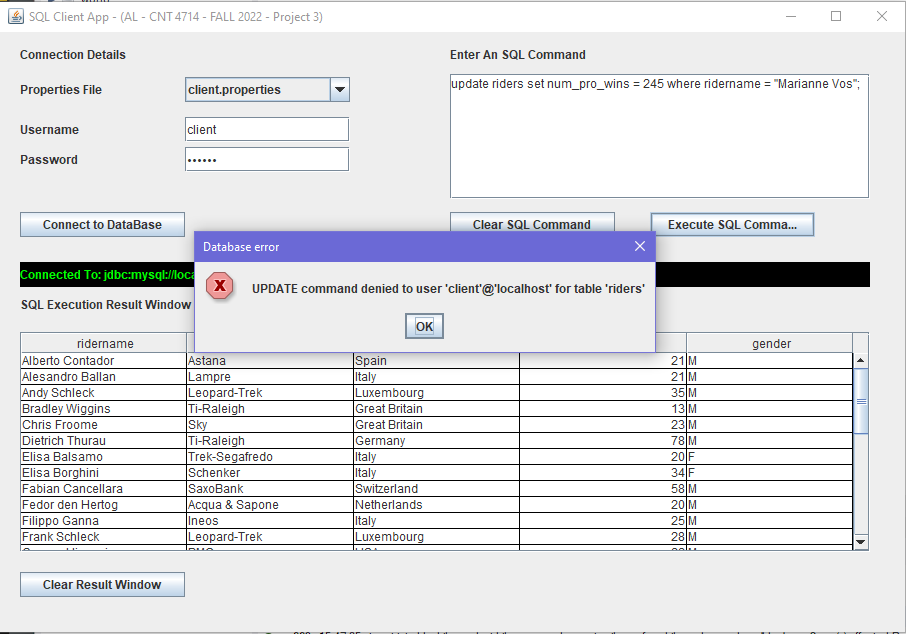 SQL Client App - (AL - CNT 4714 - FALL 2022 - Project 3)
Connection Details
Enter An SQL Command
Properties File
client.properties
update riders set num_pro_wins = 245 where ridername = "Marianne Vos";
Username
client
Password
••••••
Connect to DataBase
Clear SQL Command
Execute SQL Comma...
Database error
Connected To: jdbc:mysql://loca
UPDATE command denied to user 'client'@'localhost' for table 'riders'
SQL Execution Result Window
OK
ridername gender
Alberto Contador Astana Spain 21 M
Alesandro Ballan Lampre Italy 21 M
Andy Schleck Leopard-Trek Luxembourg 35 M
Bradley Wiggins Ti-Raleigh Great Britain 13 M
Chris Froome Sky Great Britain 23 M
Dietrich Thurau Ti-Raleigh Germany 78 M
Elisa Balsamo Trek-Segafredo Italy 20 F
Elisa Borghini Schenker Italy 34 F
Fabian Cancellara SaxoBank Switzerland 58 M
Fedor den Hertog Acqua & Sapone Netherlands 20 M
Filippo Ganna Ineos Italy 25 M
Frank Schleck Leopard-Trek Luxembourg 28 M
Clear Result Window